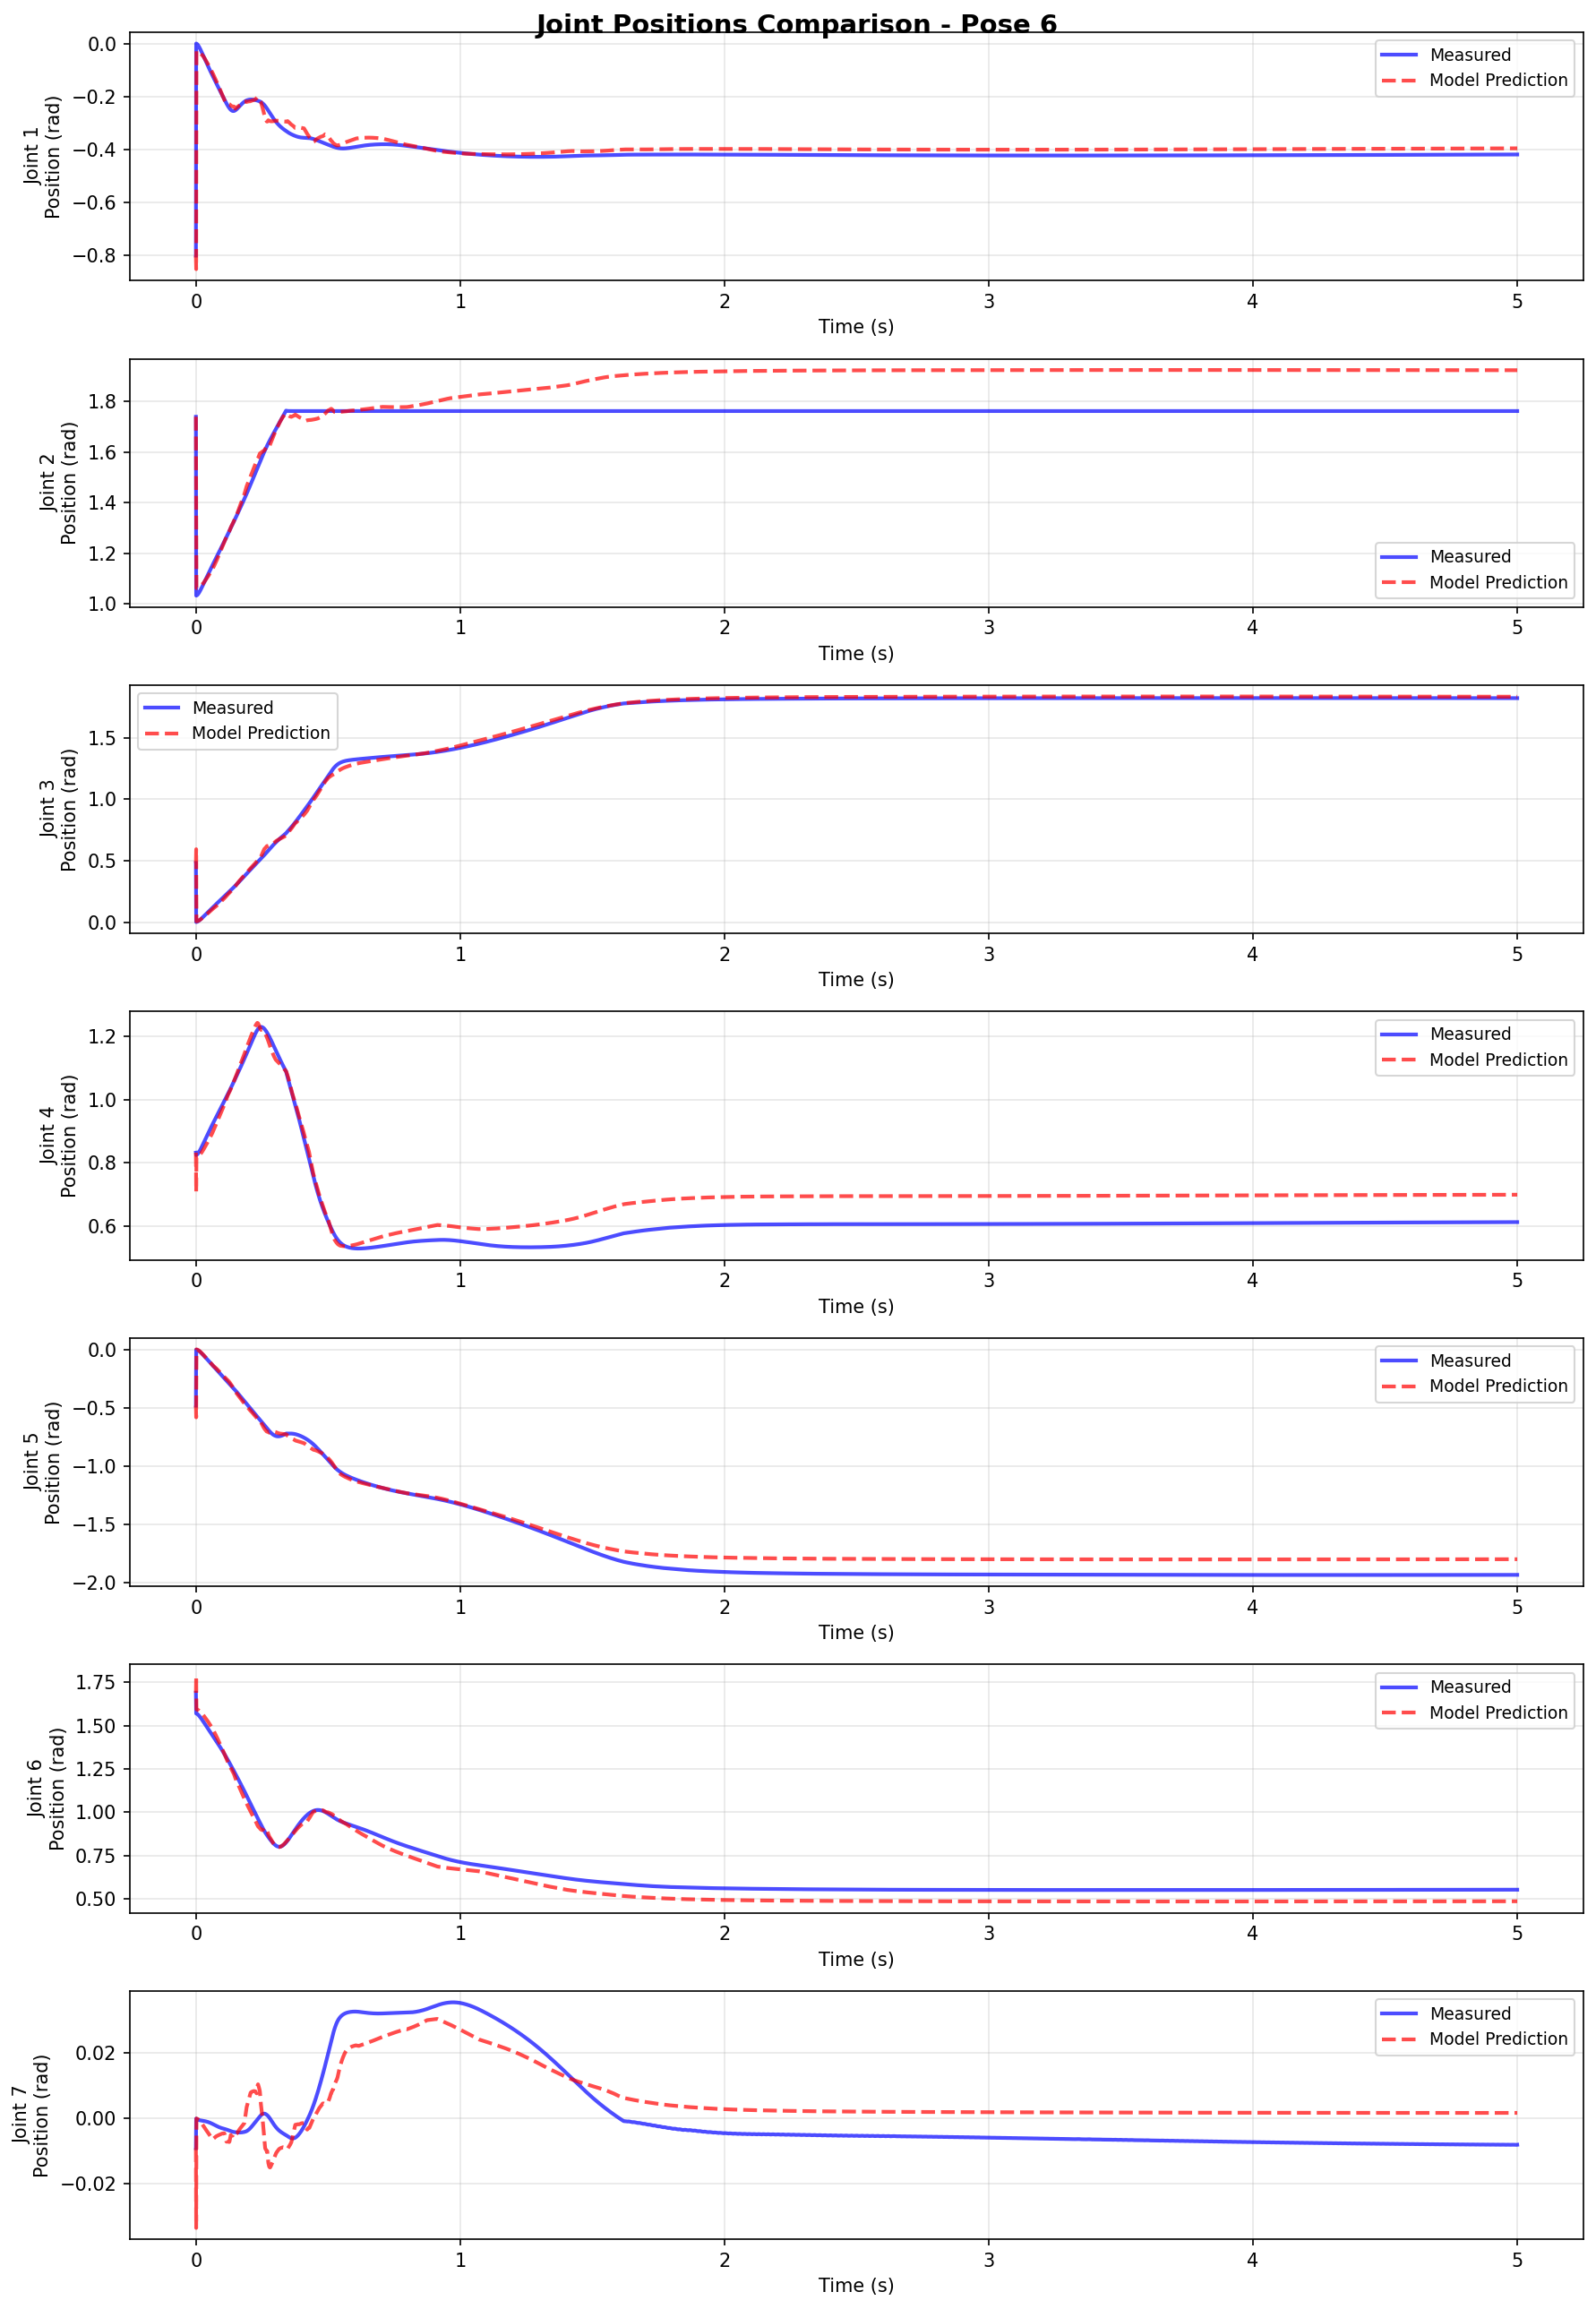 Joint Positions Comparison - Pose 6
Joint 1
Position (rad)
0.0
−0.2
−0.4
−0.6
−0.8
Measured
Model Prediction
0 1 2 3 4 5
Time (s)
Joint 2
Position (rad)
1.8
1.6
1.4
1.2
1.0
Measured
Model Prediction
0 1 2 3 4 5
Time (s)
Joint 3
Position (rad)
1.5
1.0
0.5
0.0
Measured
Model Prediction
0 1 2 3 4 5
Time (s)
Joint 4
Position (rad)
1.2
1.0
0.8
0.6
Measured
Model Prediction
0 1 2 3 4 5
Time (s)
Joint 5
Position (rad)
0.0
−0.5
−1.0
−1.5
−2.0
Measured
Model Prediction
0 1 2 3 4 5
Time (s)
Joint 6
Position (rad)
1.75
1.50
1.25
1.00
0.75
0.50
Measured
Model Prediction
0 1 2 3 4 5
Time (s)
Joint 7
Position (rad)
0.02
0.00
−0.02
Measured
Model Prediction
0 1 2 3 4 5
Time (s)